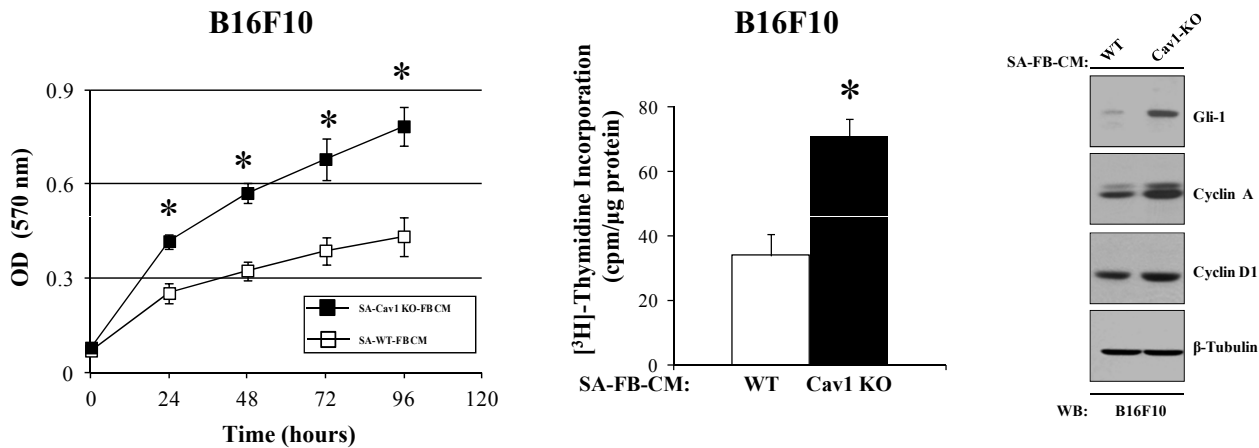 B16F10
OD (570 nm)
0.9
0.6
0.3
0
0 24 48 72 96 120
Time (hours)
* * * *
SA-Cav1 KO-FBCM
SA-WT-FBCM
B16F10
[³H]-Thymidine Incorporation
(cpm/µg protein)
80
60
40
20
0
*
SA-FB-CM: WT Cav1 KO
SA-FB-CM: WT Cav1-KO
Gli-1
Cyclin A
Cyclin D1
β-Tubulin
WB: B16F10